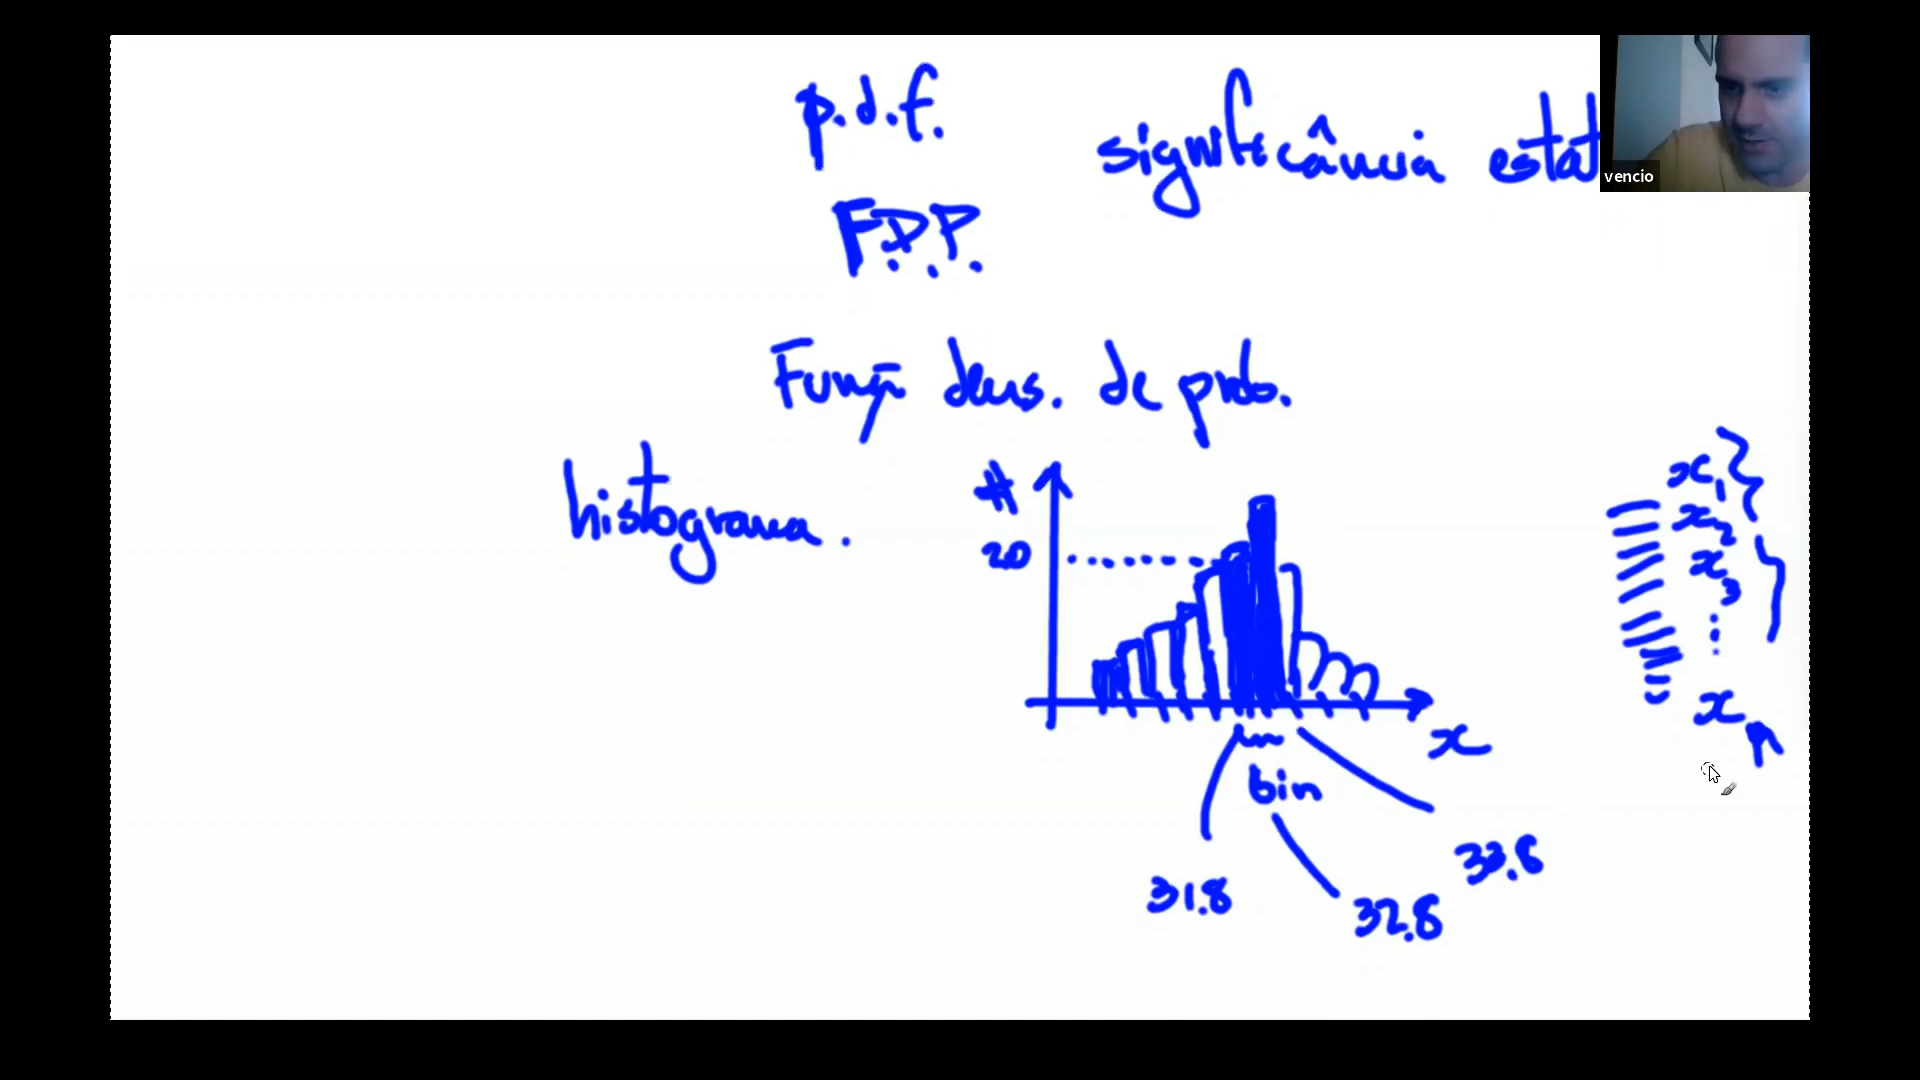 p.d.f.
significância estat
vencio
F.D.P.
Funçã dens. de prob.
histograma.
#
20
x
bin
31.8
32.8
33.8
x1
x2
x3
⋮
xn